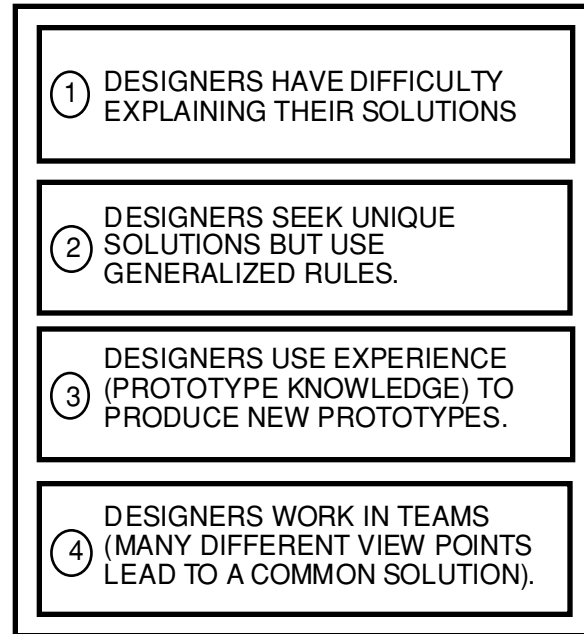 1 DESIGNERS HAVE DIFFICULTY
EXPLAINING THEIR SOLUTIONS
DESIGNERS SEEK UNIQUE
2 SOLUTIONS BUT USE
GENERALIZED RULES.
DESIGNERS USE EXPERIENCE
3 (PROTOTYPE KNOWLEDGE) TO
PRODUCE NEW PROTOTYPES.
DESIGNERS WORK IN TEAMS
4 (MANY DIFFERENT VIEW POINTS
LEAD TO A COMMON SOLUTION).